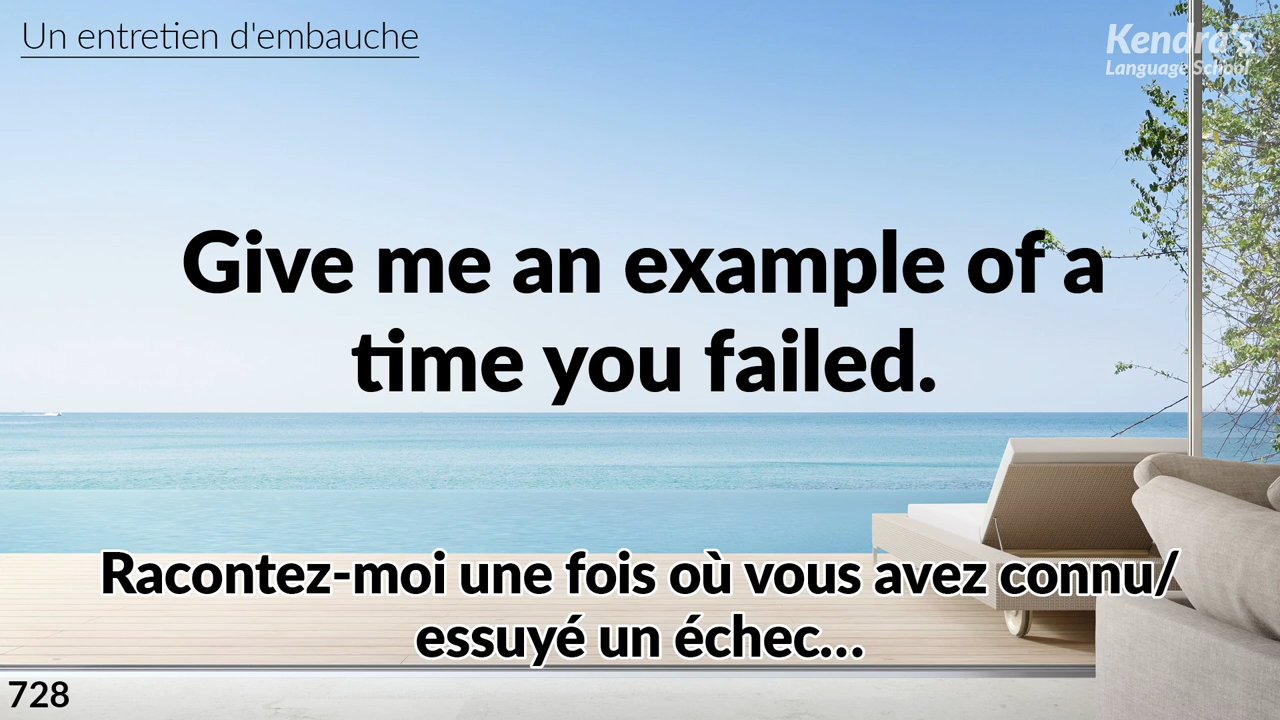 Un entretien d'embauche
Kendra's
Language School
Give me an example of a
time you failed.
Racontez-moi une fois où vous avez connu/
essuyé un échec...
728